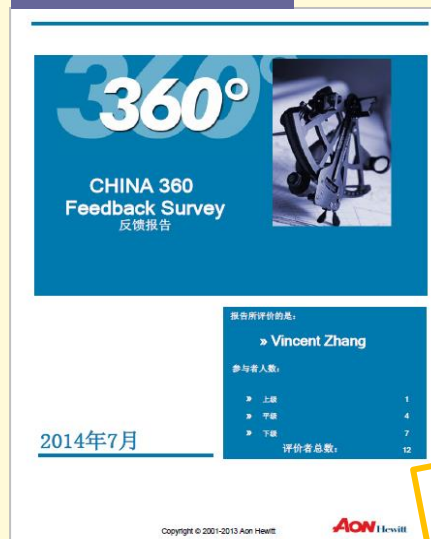 360°
360°
CHINA 360
Feedback Survey
反馈报告
报告所评价的是：
» Vincent Zhang
参与者人数：
» 上级 1
» 平级 4
» 下级 7
评价者总数： 12
2014年7月
Copyright © 2001-2013 Aon Hewitt
AON Hewitt